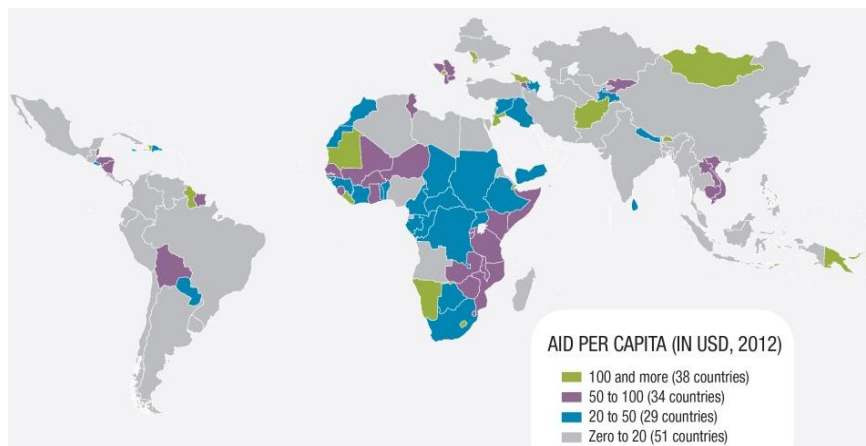 AID PER CAPITA (IN USD, 2012)
100 and more (38 countries)
50 to 100 (34 countries)
20 to 50 (29 countries)
Zero to 20 (51 countries)